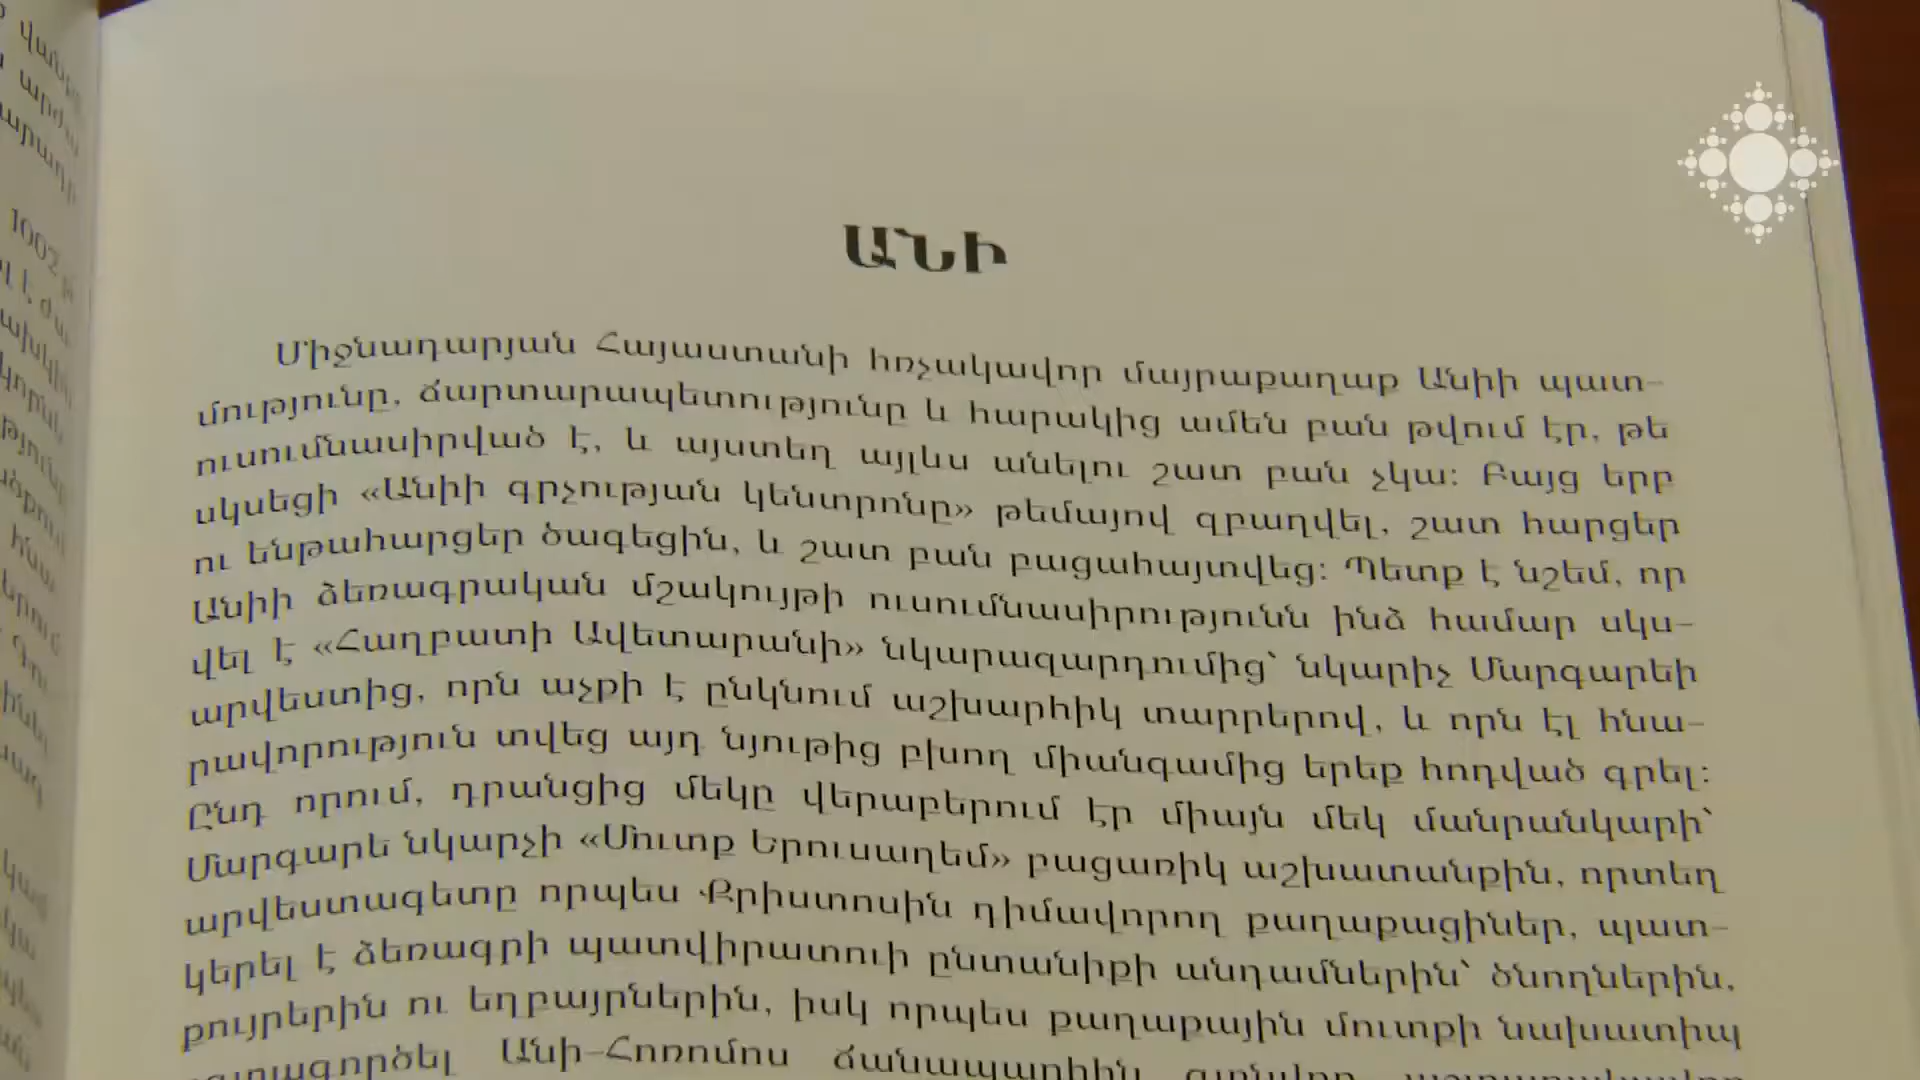 ԱՆԻ
Միջնադարյան Հայաստանի հռչակավոր մայրաքաղաք Անիի պատ-
մությունը, ճարտարապետությունը և հարակից ամեն բան թվում էր, թե
ուսումնասիրված է, և այստեղ այլևս անելու շատ բան չկա։ Բայց երբ
սկսեցի «Անիի գրչության կենտրոնը» թեմայով զբաղվել, շատ հարցեր
ու ենթահարցեր ծագեցին, և շատ բան բացահայտվեց։ Պետք է նշեմ, որ
Անիի ձեռագրական մշակույթի ուսումնասիրությունն ինձ համար սկս-
վել է «Հաղբատի Ավետարանի» նկարազարդումից՝ նկարիչ Մարգարեի
արվեստից, որն աչքի է ընկնում աշխարհիկ տարրերով, և որն էլ հնա-
րավորություն տվեց այդ նյութից բխող միանգամից երեք հոդված գրել։
Ընդ որում, դրանցից մեկը վերաբերում էր միայն մեկ մանրանկարի՝
Մարգարե նկարչի «Մուտք Երուսաղեմ» բացառիկ աշխատանքին, որտեղ
արվեստագետը որպես Քրիստոսին դիմավորող քաղաքացիներ, պատ-
կերել է ձեռագրի պատվիրատուի ընտանիքի անդամներին՝ ծնողներին,
քույրերին ու եղբայրներին, իսկ որպես քաղաքային մուտքի նախատիպ
Անի-Հոռոմոս ճանապարհին